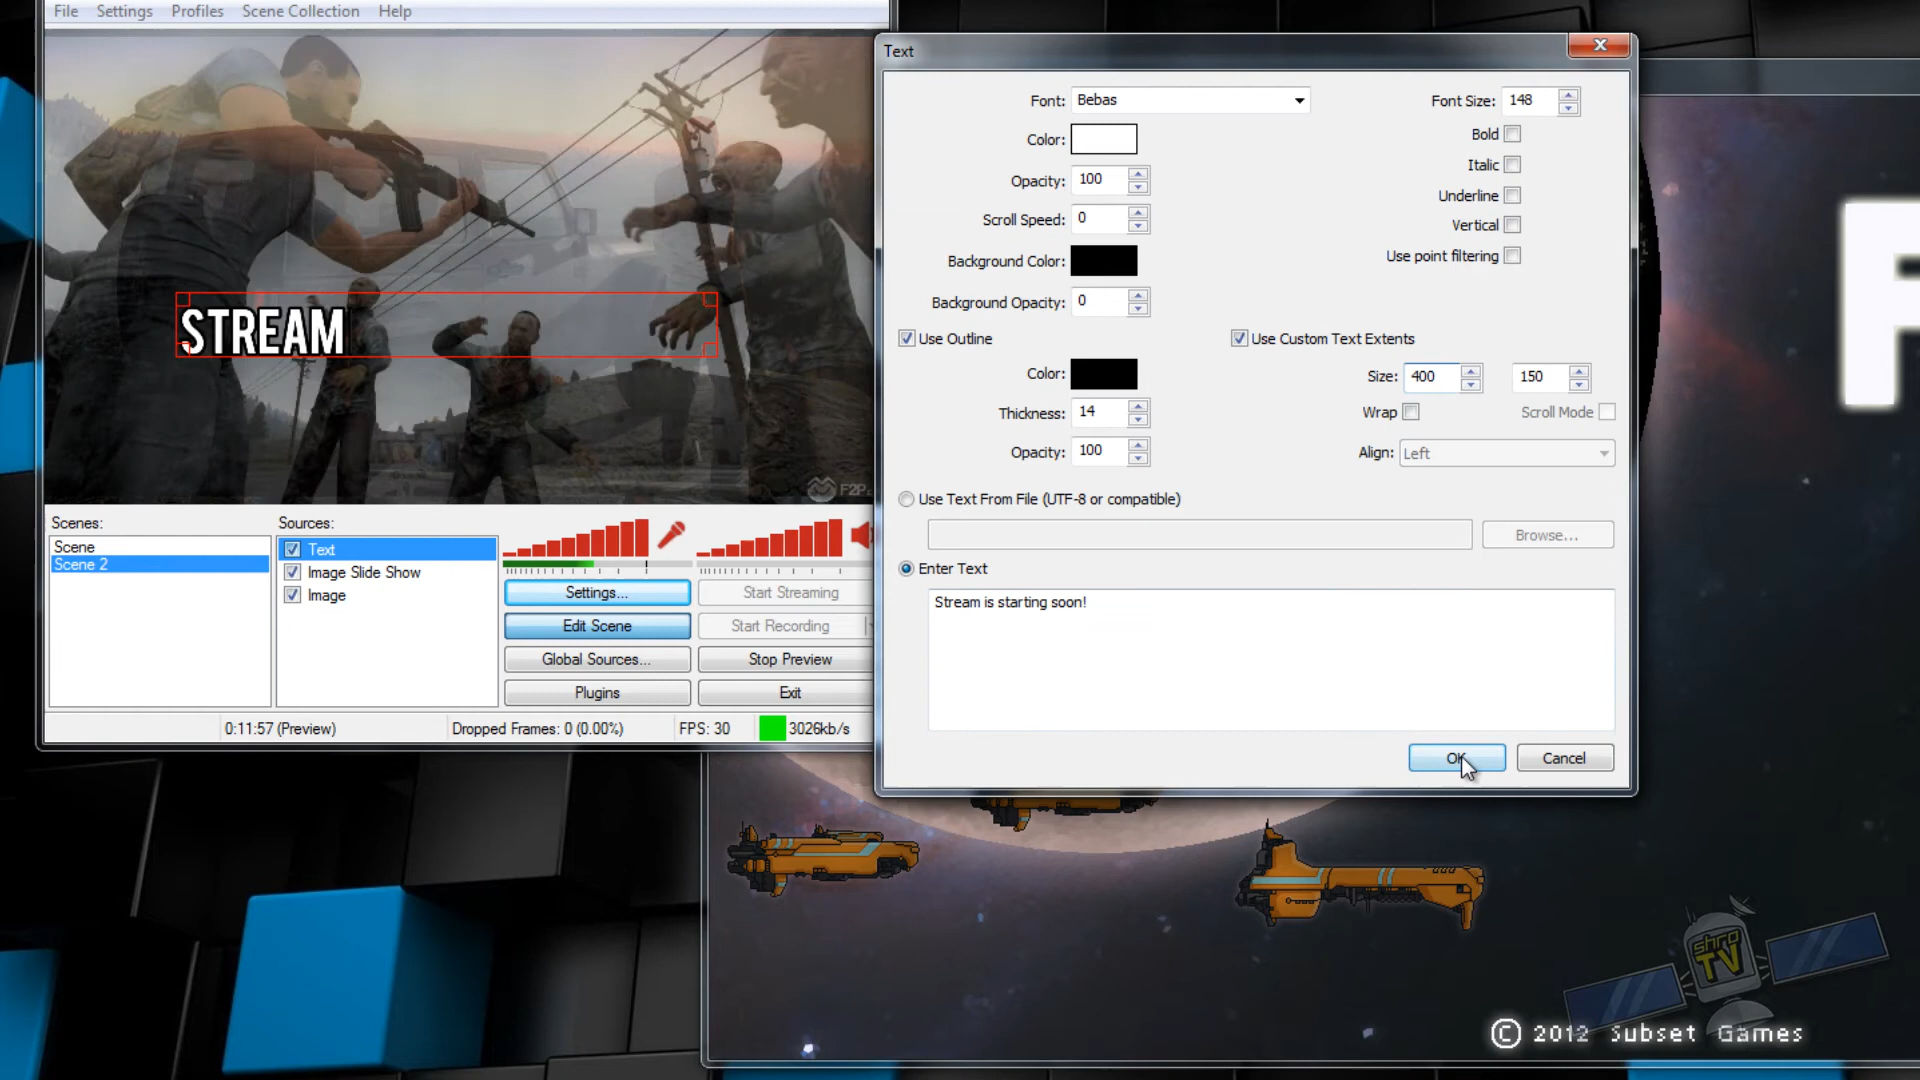 File Settings Profiles Scene Collection Help
STREAM
F2P
Scenes:
Scene
Scene 2
Sources:
Text
Image Slide Show
Image
Settings...
Start Streaming
Edit Scene
Start Recording
Global Sources...
Stop Preview
Plugins
Exit
0:11:57 (Preview)
Dropped Frames: 0 (0.00%)
FPS: 30
3026kb/s
Text
Font: Bebas
Font Size: 148
Color:
Bold
Italic
Opacity: 100
Underline
Scroll Speed: 0
Vertical
Background Color:
Use point filtering
Background Opacity: 0
Use Outline
Use Custom Text Extents
Color:
Size: 400 150
Thickness: 14
Wrap
Scroll Mode
Opacity: 100
Align: Left
Use Text From File (UTF-8 or compatible)
Browse...
Enter Text
Stream is starting soon!
OK
Cancel
F
shro
TV
© 2012 Subset Games